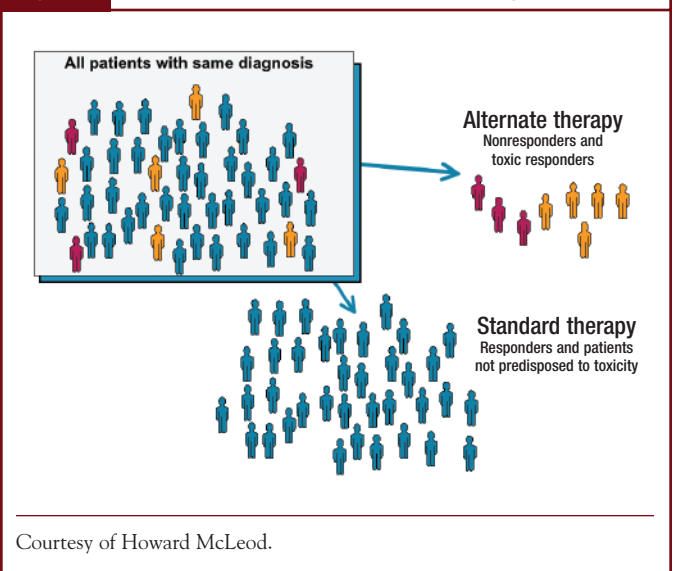 All patients with same diagnosis
Alternate therapy
Nonresponders and
toxic responders
Standard therapy
Responders and patients
not predisposed to toxicity
Courtesy of Howard McLeod.